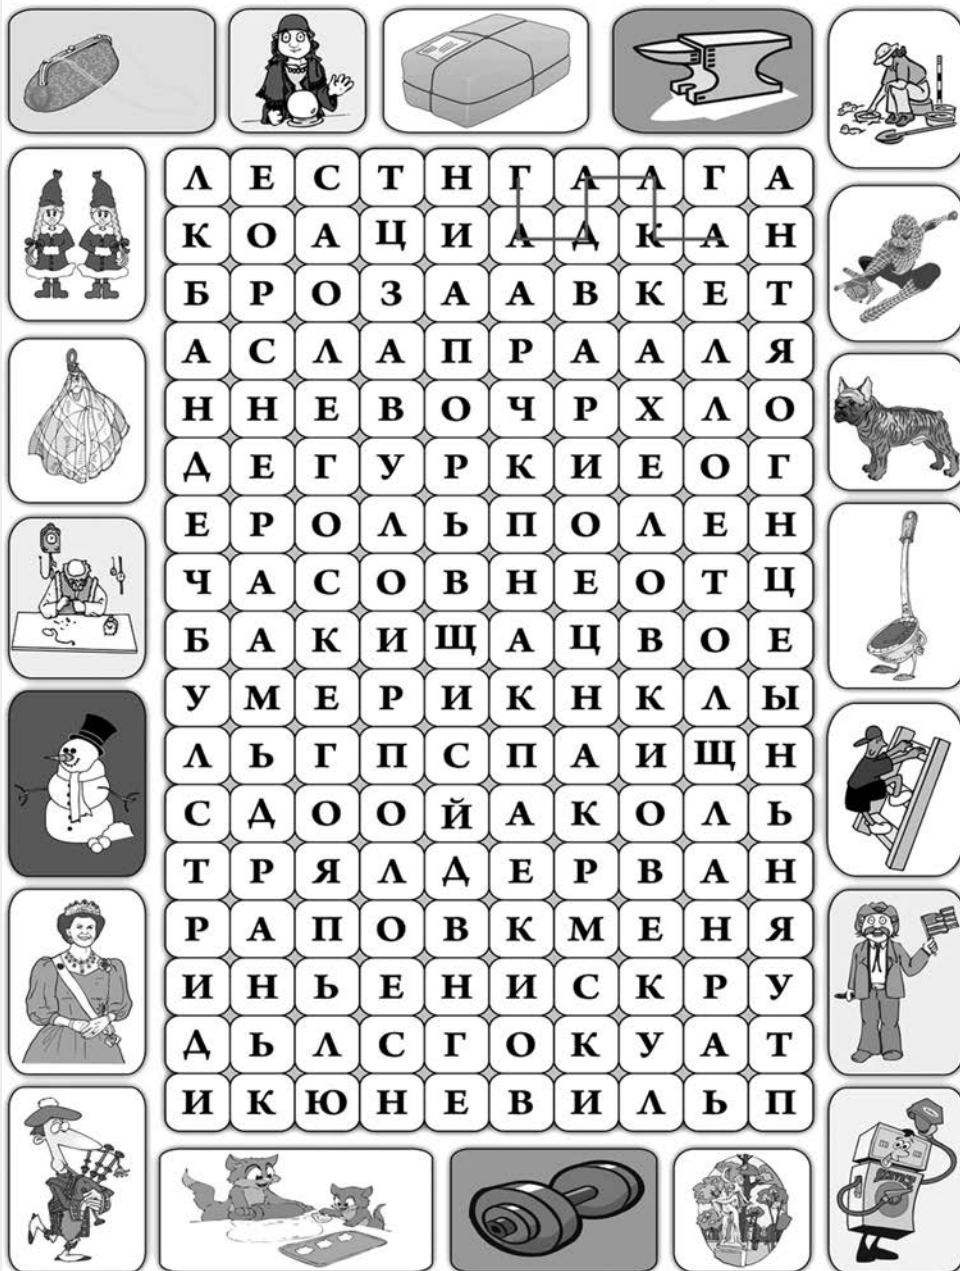 Л Е С Т Н Г А Л Г А
К О А Ц И А Д К А Н
Б Р О З А А В К Е Т
А С Л А П Р А А Л Я
Н Н Е В О Ч Р Х Л О
Д Е Г У Р К И Е О Г
Е Р О Л Ь П О Л Е Н
Ч А С О В Н Е О Т Ц
Б А К И Щ А Ц В О Е
У М Е Р И К Н К Л Ы
Л Ь Г П С П А И Щ Н
С Д О О Й А К О Л Ь
Т Р Я Л Д Е Р В А Н
Р А П О В К М Е Н Я
И Н Ь Е Н И С К Р У
Д Ь Л С Г О К У А Т
И К Ю Н Е В И Л Ь П